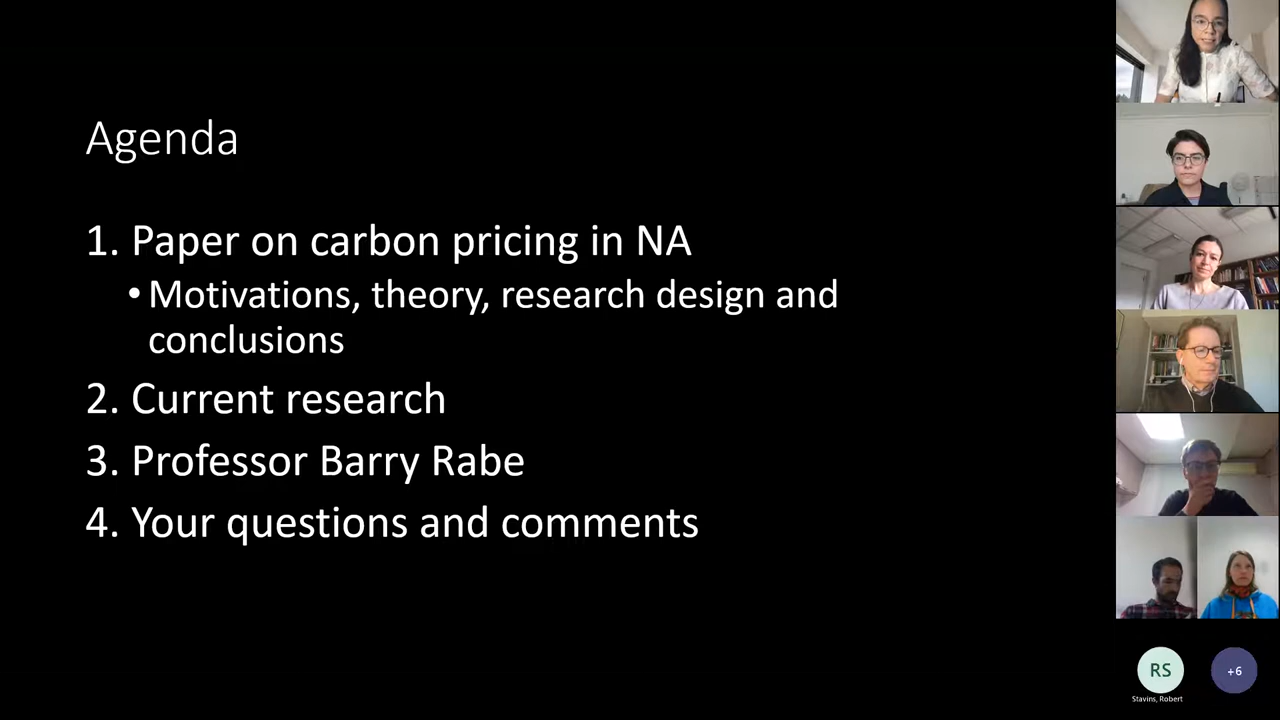 Agenda
1. Paper on carbon pricing in NA
• Motivations, theory, research design and
conclusions
2. Current research
3. Professor Barry Rabe
4. Your questions and comments
RS
+6
Stavins, Robert